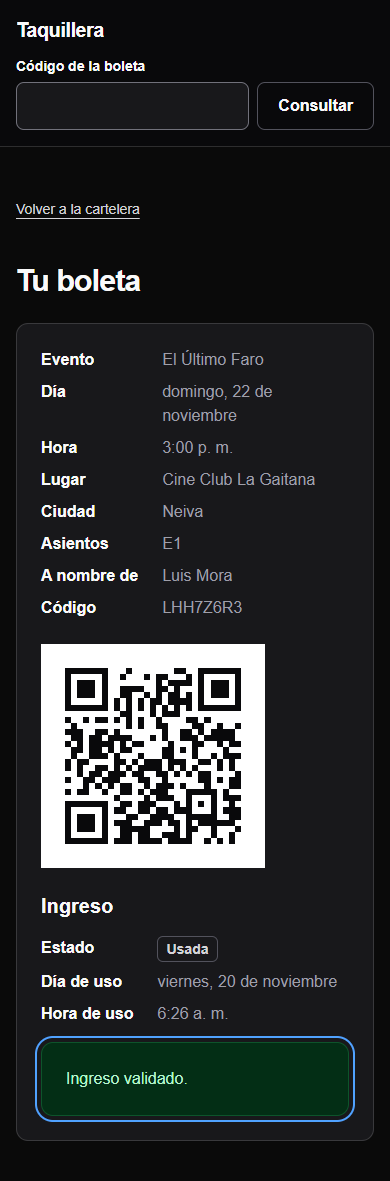 Taquillera
Código de la boleta
Consultar
Volver a la cartelera
Tu boleta
Evento El Último Faro
Día domingo, 22 de
noviembre
Hora 3:00 p. m.
Lugar Cine Club La Gaitana
Ciudad Neiva
Asientos E1
A nombre de Luis Mora
Código LHH7Z6R3
Ingreso
Estado Usada
Día de uso viernes, 20 de noviembre
Hora de uso 6:26 a. m.
Ingreso validado.